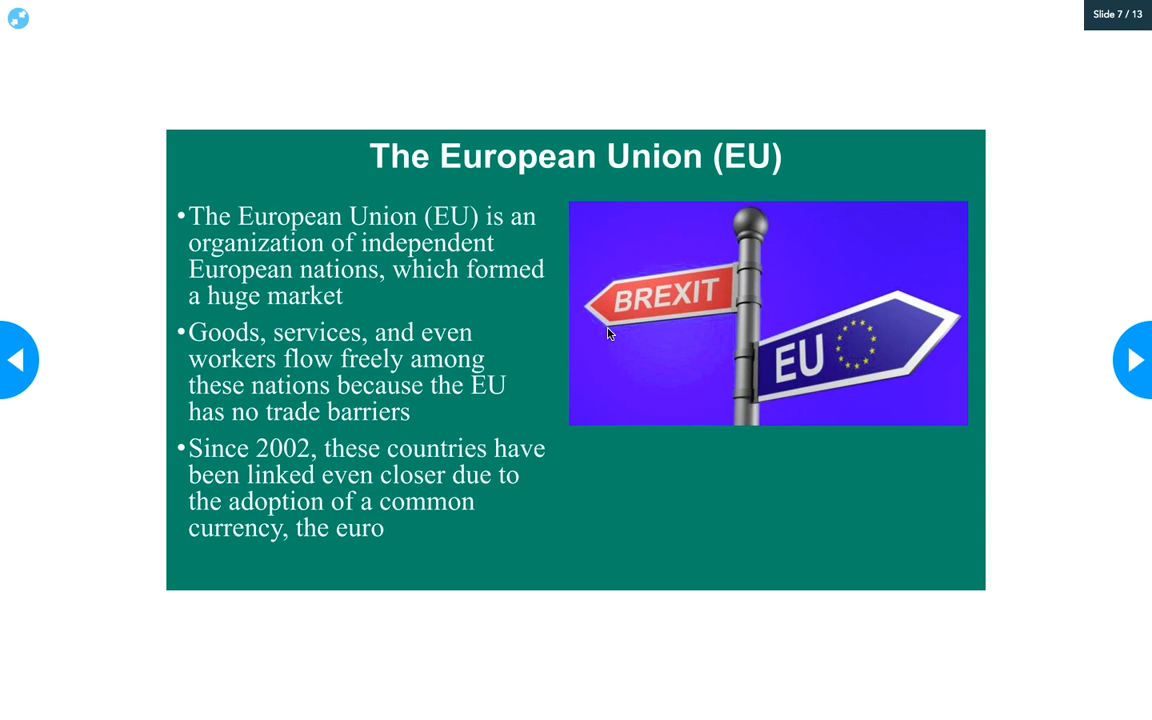 Slide 7 / 13
The European Union (EU)
•The European Union (EU) is an
organization of independent
European nations, which formed
a huge market
•Goods, services, and even
workers flow freely among
these nations because the EU
has no trade barriers
•Since 2002, these countries have
been linked even closer due to
the adoption of a common
currency, the euro
BREXIT
EU